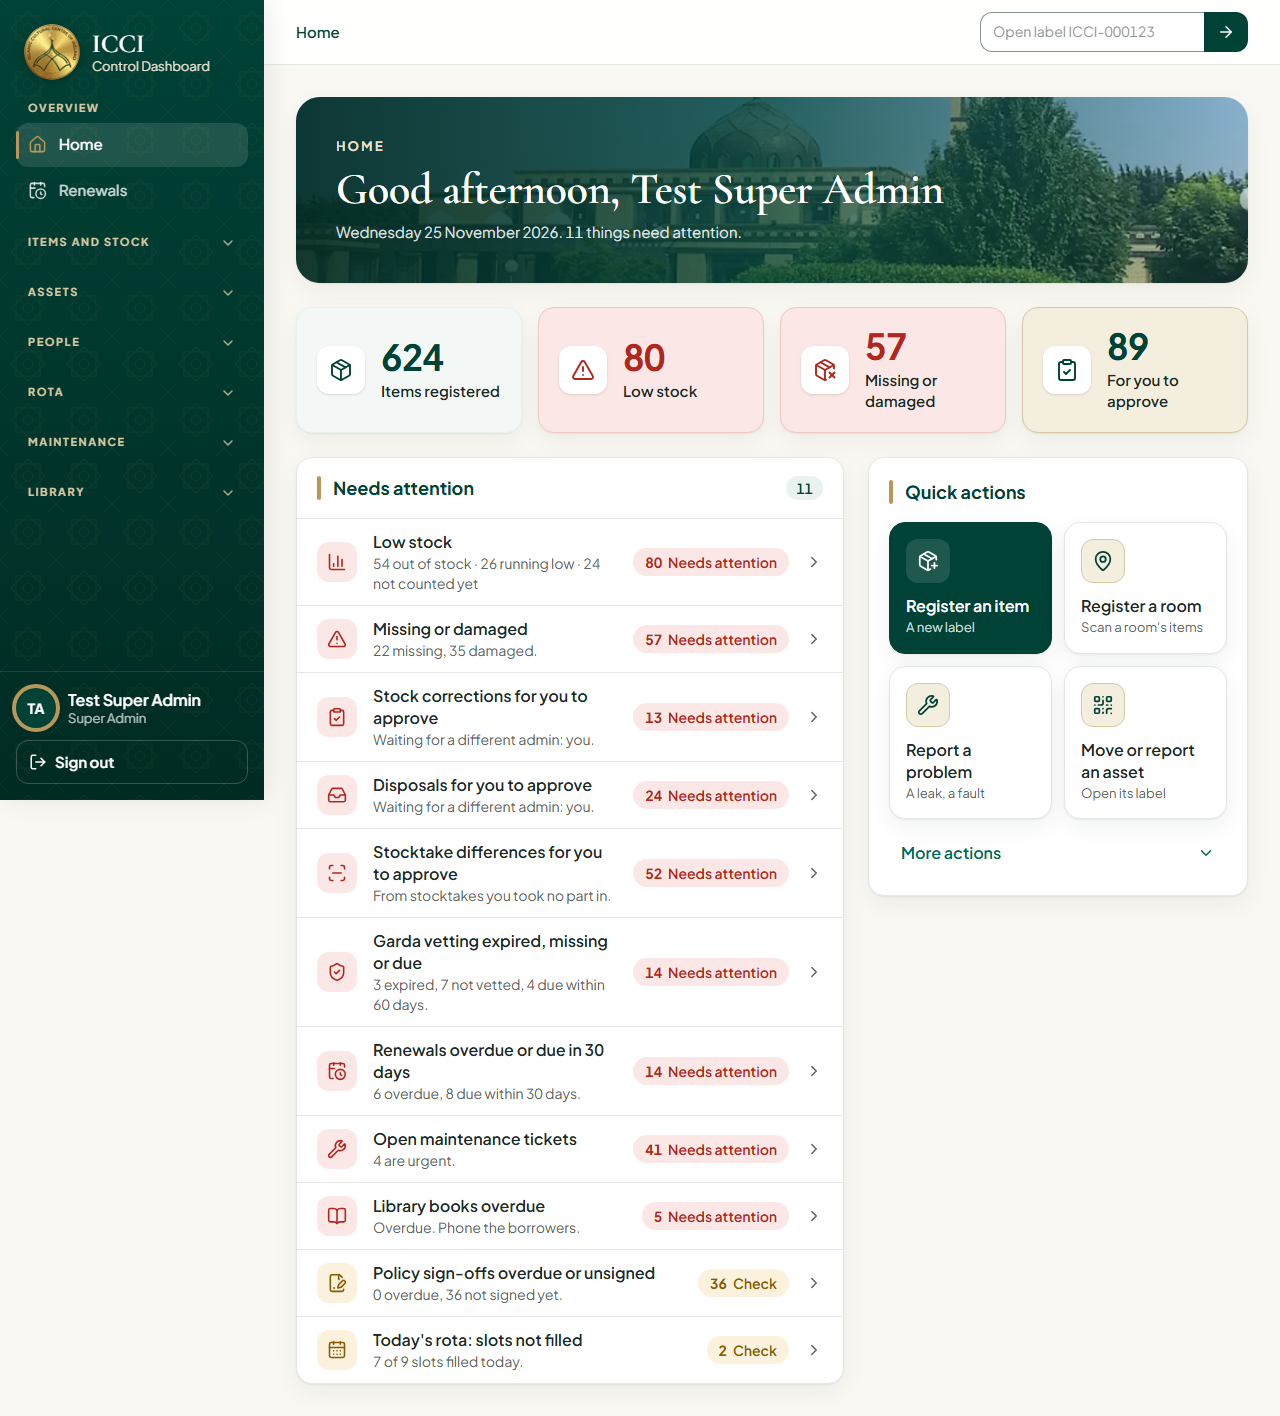 ICCI
Control Dashboard
OVERVIEW
Home
Renewals
ITEMS AND STOCK
ASSETS
PEOPLE
ROTA
MAINTENANCE
LIBRARY
TA
Test Super Admin
Super Admin
Sign out
Home
Open label ICCI-000123
HOME
Good afternoon, Test Super Admin
Wednesday 25 November 2026. 11 things need attention.
624
Items registered
80
Low stock
57
Missing or
damaged
89
For you to
approve
Needs attention
11
Low stock
54 out of stock · 26 running low · 24
not counted yet
80 Needs attention
Missing or damaged
22 missing, 35 damaged.
57 Needs attention
Stock corrections for you to
approve
Waiting for a different admin: you.
13 Needs attention
Disposals for you to approve
Waiting for a different admin: you.
24 Needs attention
Stocktake differences for you
to approve
From stocktakes you took no part in.
52 Needs attention
Garda vetting expired, missing
or due
3 expired, 7 not vetted, 4 due within
60 days.
14 Needs attention
Renewals overdue or due in 30
days
6 overdue, 8 due within 30 days.
14 Needs attention
Open maintenance tickets
4 are urgent.
41 Needs attention
Library books overdue
Overdue. Phone the borrowers.
5 Needs attention
Policy sign-offs overdue or unsigned
0 overdue, 36 not signed yet.
36 Check
Today's rota: slots not filled
7 of 9 slots filled today.
2 Check
Quick actions
Register an item
A new label
Register a room
Scan a room's items
Report a
problem
A leak, a fault
Move or report
an asset
Open its label
More actions